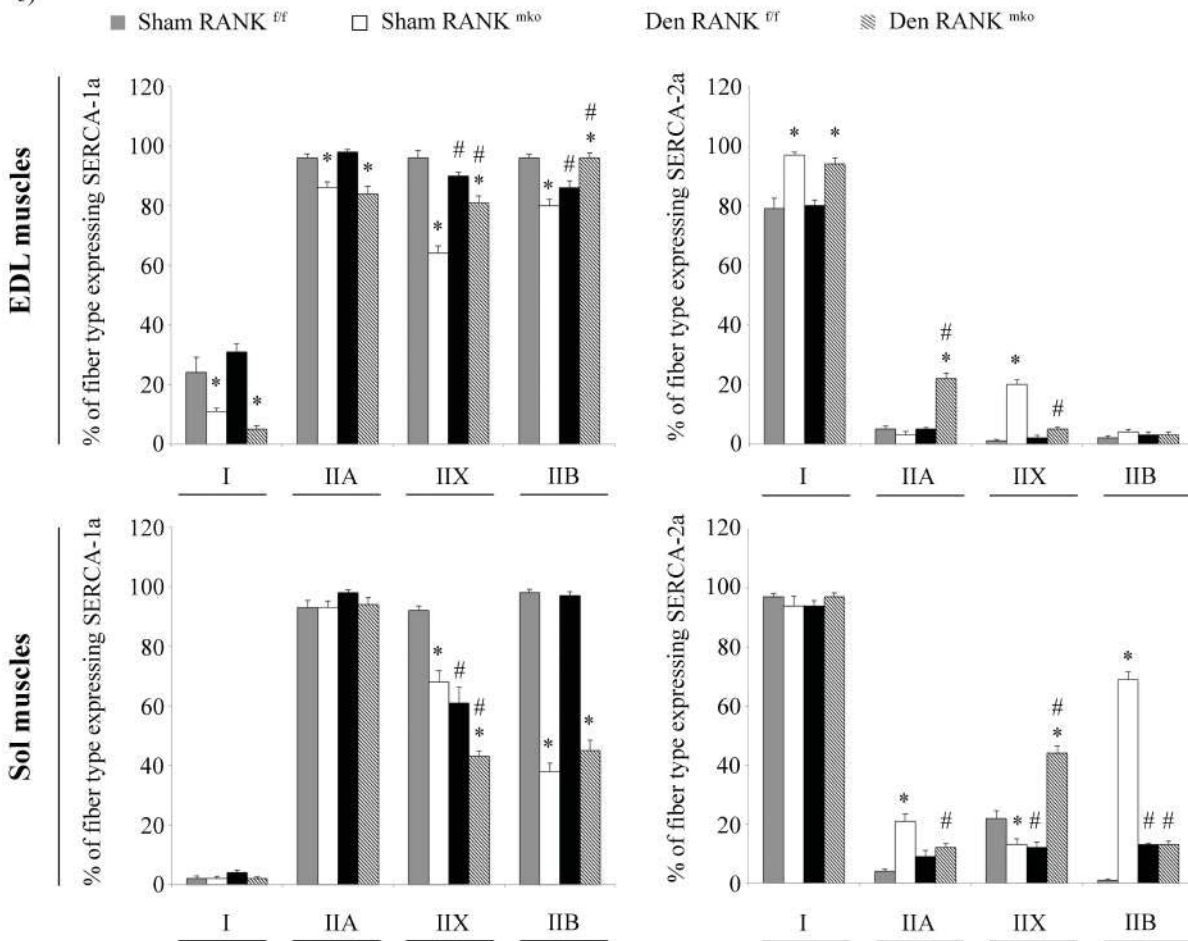 Sham RANK f/f Sham RANK mko Den RANK f/f Den RANK mko
EDL muscles
% of fiber type expressing SERCA-1a
120
100
80
60
40
20
0
* * * * # # * * # # *
* *
I IIA IIX IIB
% of fiber type expressing SERCA-2a
120
100
80
60
40
20
0
* * # * * #
I IIA IIX IIB
Sol muscles
% of fiber type expressing SERCA-1a
120
100
80
60
40
20
0
* # # * * *
I IIA IIX IIB
% of fiber type expressing SERCA-2a
120
100
80
60
40
20
0
* # * # # * * # #
I IIA IIX IIB